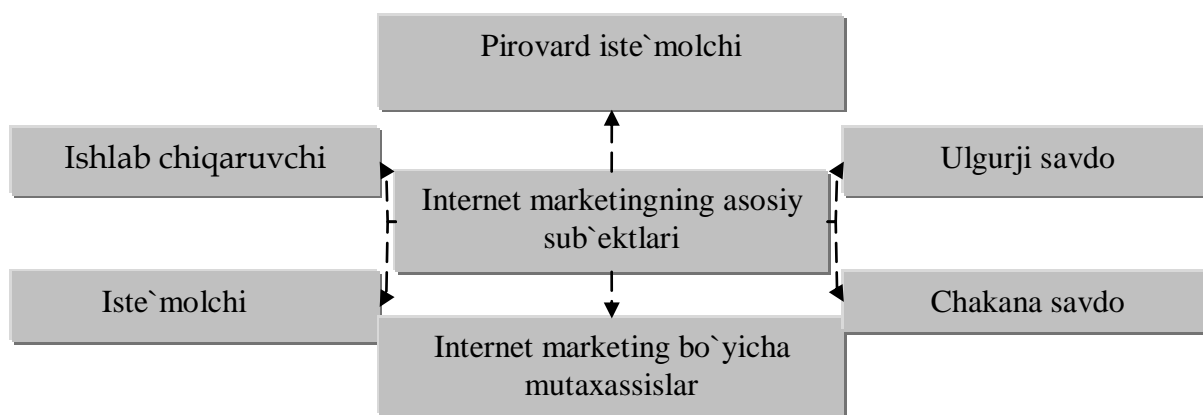 Pirovard iste`molchi
Ishlab chiqaruvchi
Ulgurji savdo
Internet marketingning asosiy
sub`ektlari
Iste`molchi
Chakana savdo
Internet marketing bo`yicha
mutaxassislar